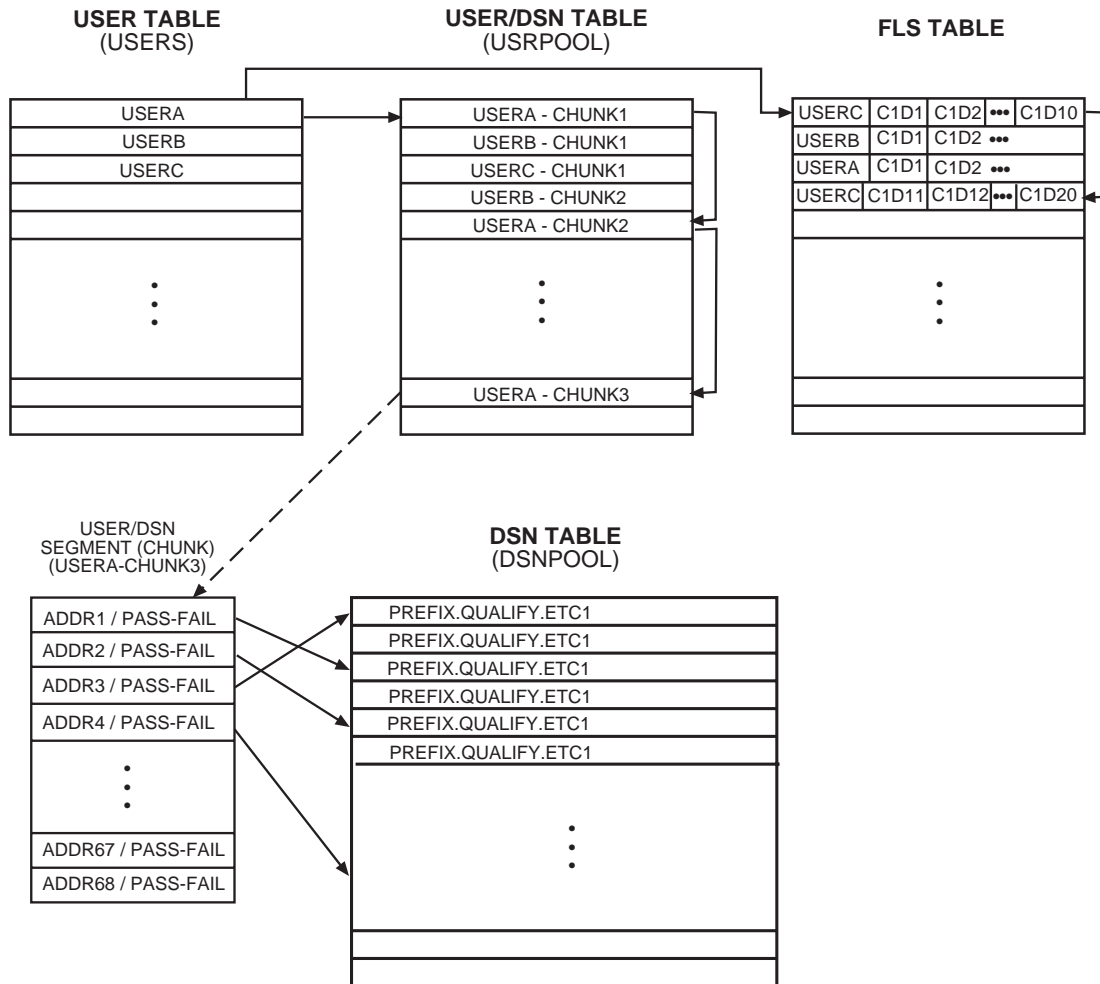 USER TABLE
(USERS)
USERA
USERB
USERC
USER/DSN TABLE
(USRPOOL)
USERA - CHUNK1
USERB - CHUNK1
USERC - CHUNK1
USERB - CHUNK2
USERA - CHUNK2
USERA - CHUNK3
FLS TABLE
USERC C1D1 C1D2 ••• C1D10
USERB C1D1 C1D2 •••
USERA C1D1 C1D2 •••
USERC C1D11 C1D12 ••• C1D20
USER/DSN
SEGMENT (CHUNK)
(USERA-CHUNK3)
ADDR1 / PASS-FAIL
ADDR2 / PASS-FAIL
ADDR3 / PASS-FAIL
ADDR4 / PASS-FAIL
ADDR67 / PASS-FAIL
ADDR68 / PASS-FAIL
DSN TABLE
(DSNPOOL)
PREFIX.QUALIFY.ETC1
PREFIX.QUALIFY.ETC1
PREFIX.QUALIFY.ETC1
PREFIX.QUALIFY.ETC1
PREFIX.QUALIFY.ETC1
PREFIX.QUALIFY.ETC1